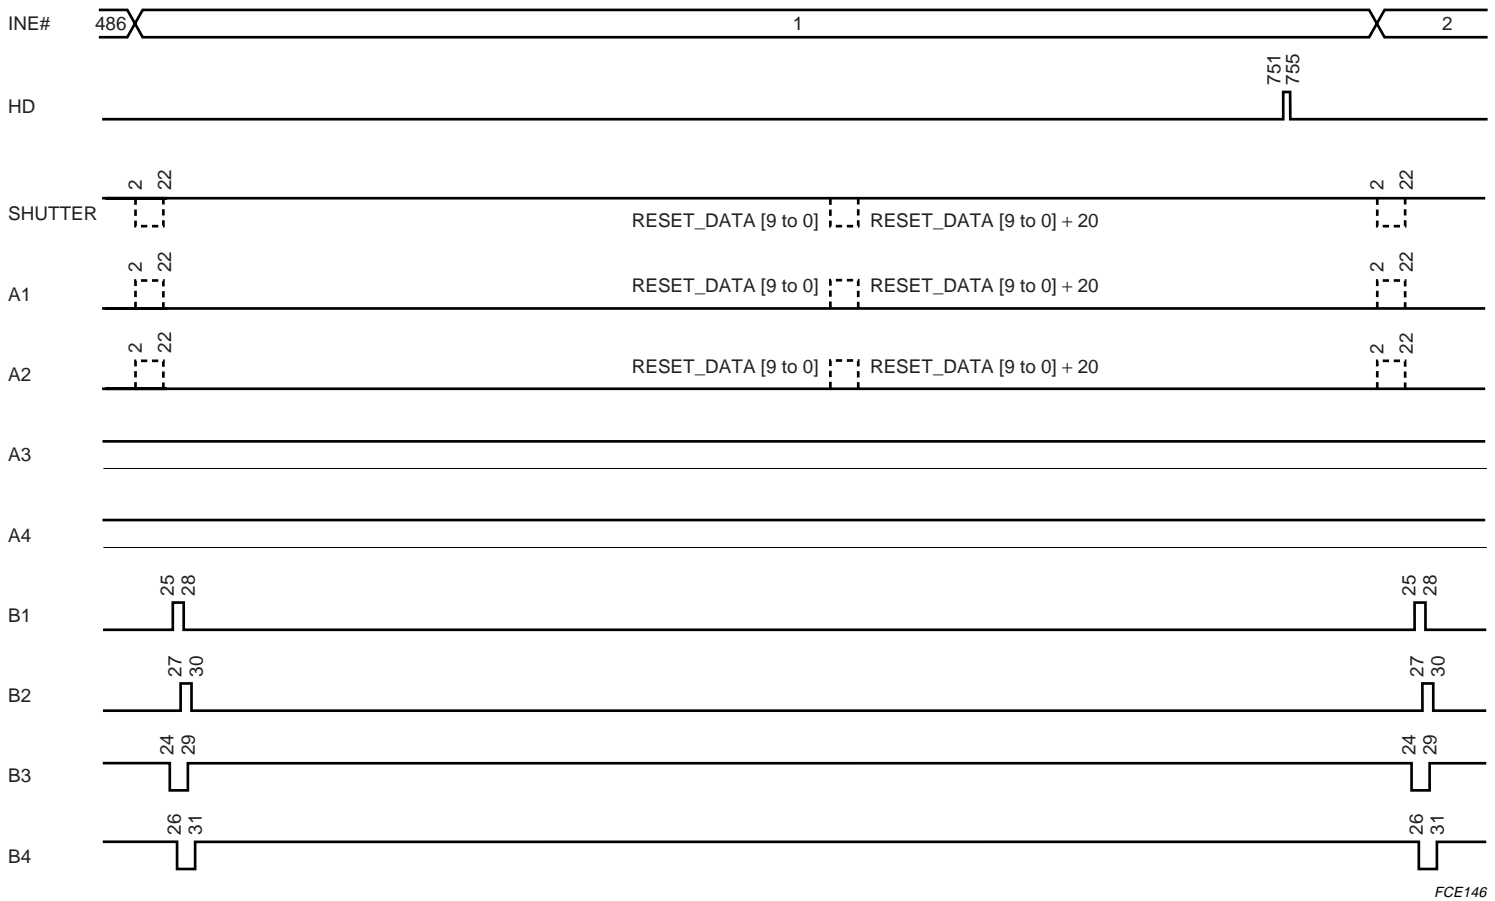 INE# 486 1 2
751 755
HD
2 22 2 22
SHUTTER RESET_DATA [9 to 0] RESET_DATA [9 to 0] + 20
2 22 2 22
A1 RESET_DATA [9 to 0] RESET_DATA [9 to 0] + 20
2 22 2 22
A2 RESET_DATA [9 to 0] RESET_DATA [9 to 0] + 20
A3
A4
25 28 25 28
B1
27 30 27 30
B2
24 29 24 29
B3
26 31 26 31
B4
FCE146